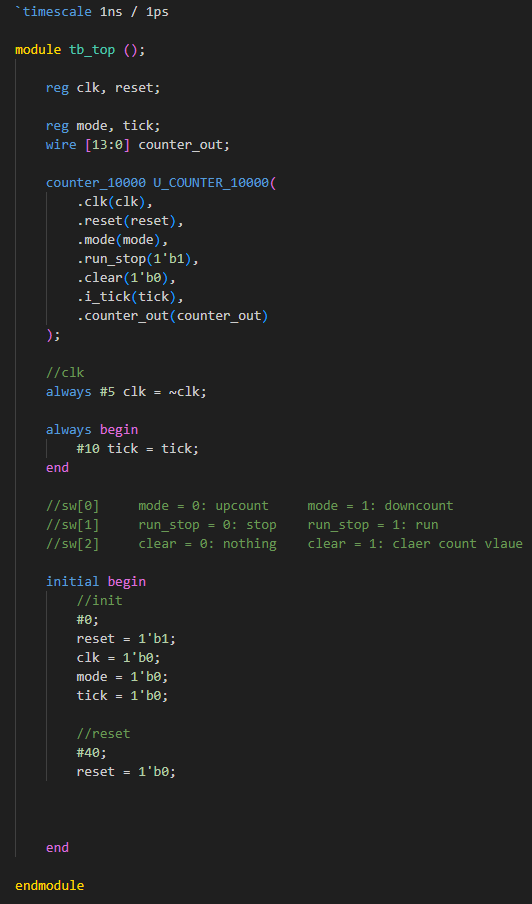 `timescale 1ns / 1ps
module tb_top ();
reg clk, reset;
reg mode, tick;
wire [13:0] counter_out;
counter_10000 U_COUNTER_10000(
.clk(clk),
.reset(reset),
.mode(mode),
.run_stop(1'b1),
.clear(1'b0),
.i_tick(tick),
.counter_out(counter_out)
);
//clk
always #5 clk = ~clk;
always begin
#10 tick = tick;
end
//sw[0] mode = 0: upcount mode = 1: downcount
//sw[1] run_stop = 0: stop run_stop = 1: run
//sw[2] clear = 0: nothing clear = 1: claer count vlaue
initial begin
//init
#0;
reset = 1'b1;
clk = 1'b0;
mode = 1'b0;
tick = 1'b0;
//reset
#40;
reset = 1'b0;
end
endmodule